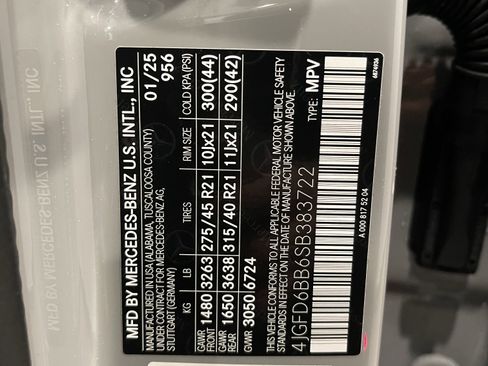 MFD BY MERCEDES-BENZ U.S. INTL., INC
MANUFACTURED IN USA (ALABAMA, TUSCALOOSA COUNTY)
UNDER CONTRACT FOR MERCEDES-BENZ AG,
STUTTGART (GERMANY)
01/25
956
KG LB TIRES RIM SIZE COLD KPA(PSI)
GAWR FRONT 1480 3263 275/45 R21 10Jx21 300(44)
GAWR REAR 1650 3638 315/40 R21 11Jx21 290(42)
GVWR 3050 6724
THIS VEHICLE CONFORMS TO ALL APPLICABLE FEDERAL MOTOR VEHICLE SAFETY
STANDARDS IN EFFECT ON THE DATE OF MANUFACTURE SHOWN ABOVE.
4JGFD6BB6SB383722
TYPE: MPV
A 000 817 52 04